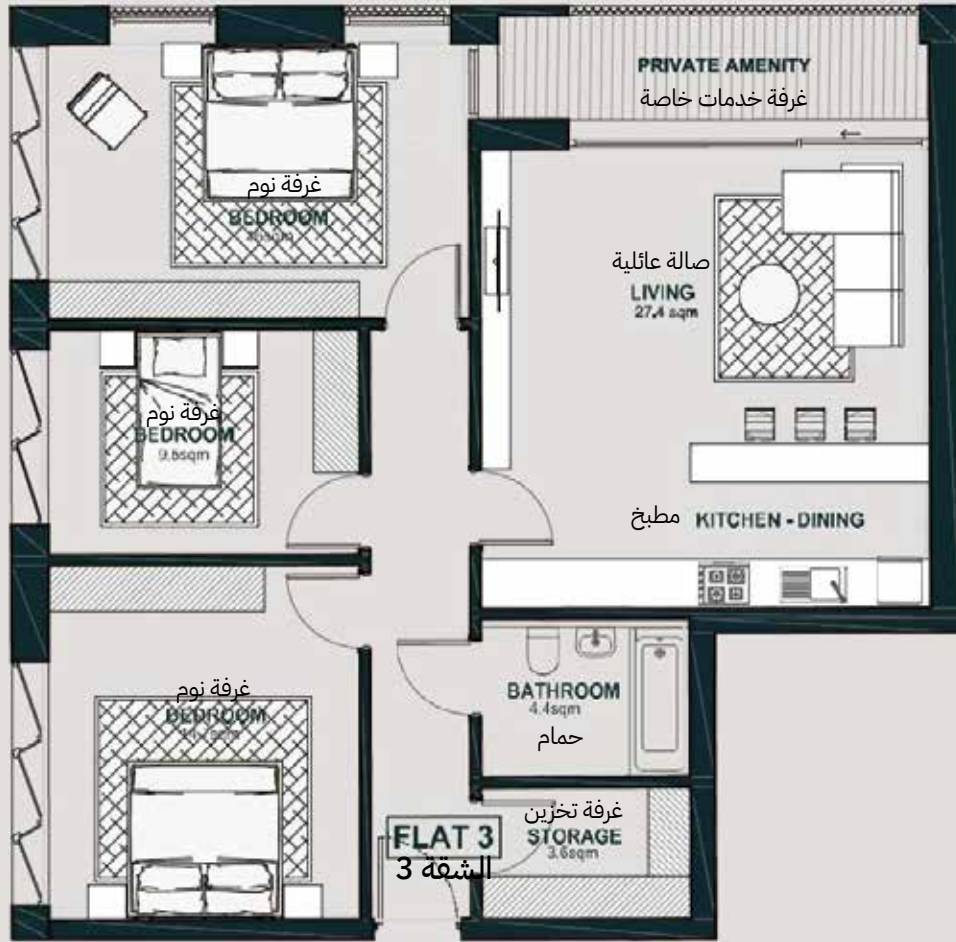 PRIVATE AMENITY
غرفة خدمات خاصة
غرفة نوم
BEDROOM
صالة عائلية
LIVING
27.4 sqm
غرفة نوم
BEDROOM
9.6sqm
مطبخ KITCHEN - DINING
غرفة نوم
BEDROOM
BATHROOM
4.4sqm
حمام
غرفة تخزين
STORAGE
3.6sqm
FLAT 3
الشقة 3